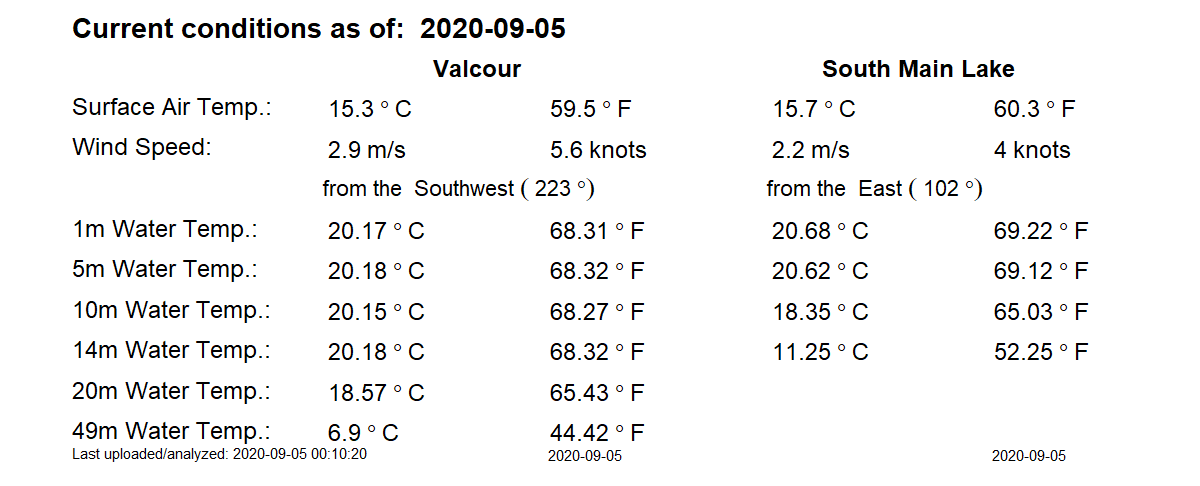 Current conditions as of: 2020-09-05
Valcour South Main Lake
Surface Air Temp.: 15.3 ° C 59.5 ° F 15.7 ° C 60.3 ° F
Wind Speed: 2.9 m/s 5.6 knots 2.2 m/s 4 knots
from the Southwest ( 223 °) from the East ( 102 °)
1m Water Temp.: 20.17 ° C 68.31 ° F 20.68 ° C 69.22 ° F
5m Water Temp.: 20.18 ° C 68.32 ° F 20.62 ° C 69.12 ° F
10m Water Temp.: 20.15 ° C 68.27 ° F 18.35 ° C 65.03 ° F
14m Water Temp.: 20.18 ° C 68.32 ° F 11.25 ° C 52.25 ° F
20m Water Temp.: 18.57 ° C 65.43 ° F
49m Water Temp.: 6.9 ° C 44.42 ° F
Last uploaded/analyzed: 2020-09-05 00:10:20 2020-09-05 2020-09-05